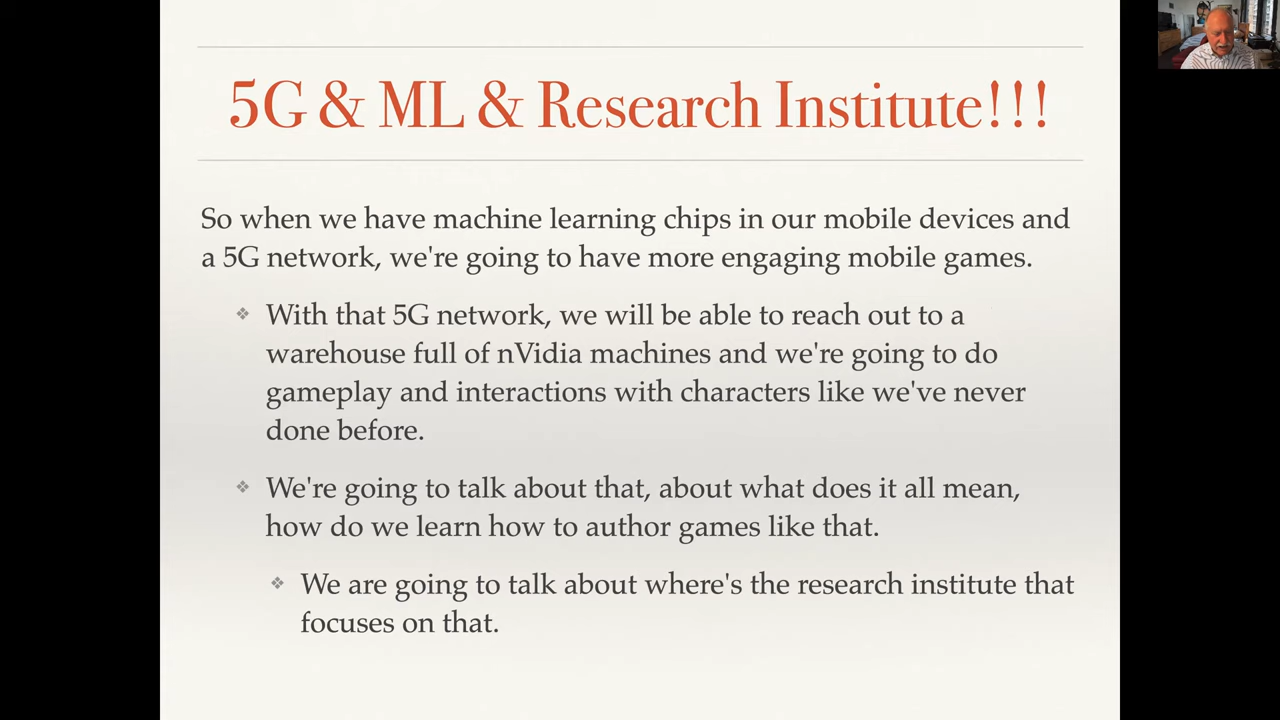 5G & ML & Research Institute!!!
So when we have machine learning chips in our mobile devices and
a 5G network, we're going to have more engaging mobile games.
❖ With that 5G network, we will be able to reach out to a
warehouse full of nVidia machines and we're going to do
gameplay and interactions with characters like we've never
done before.
❖ We're going to talk about that, about what does it all mean,
how do we learn how to author games like that.
❖ We are going to talk about where's the research institute that
focuses on that.